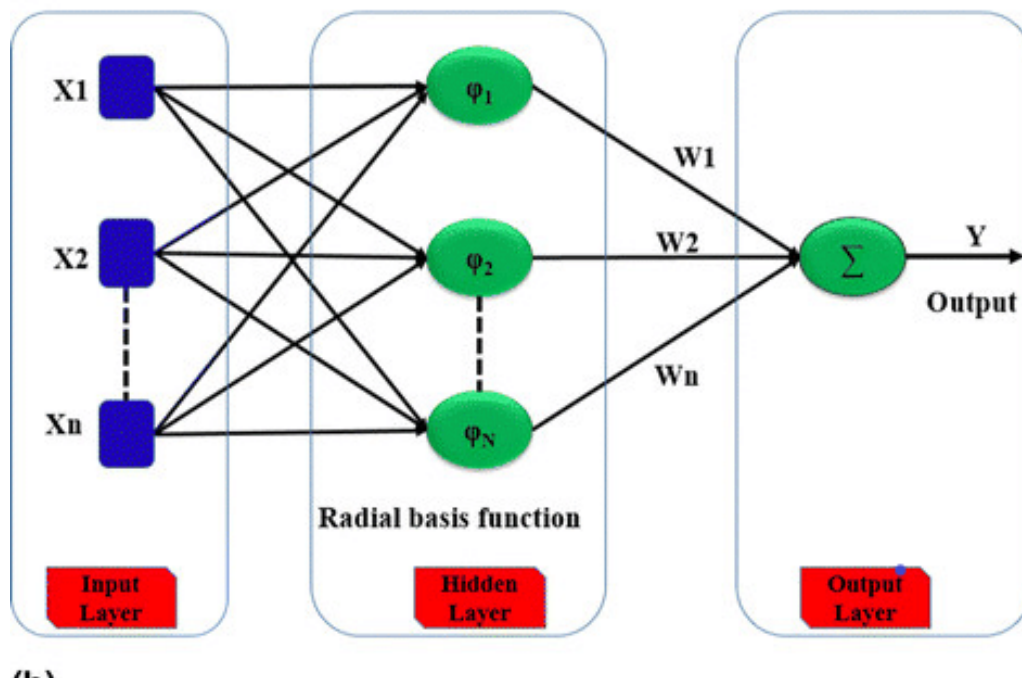 X1
φ1
W1
X2
φ2
W2
Σ
Y
Output
Xn
φN
Wn
Radial basis function
Input
Layer
Hidden
Layer
Output
Layer